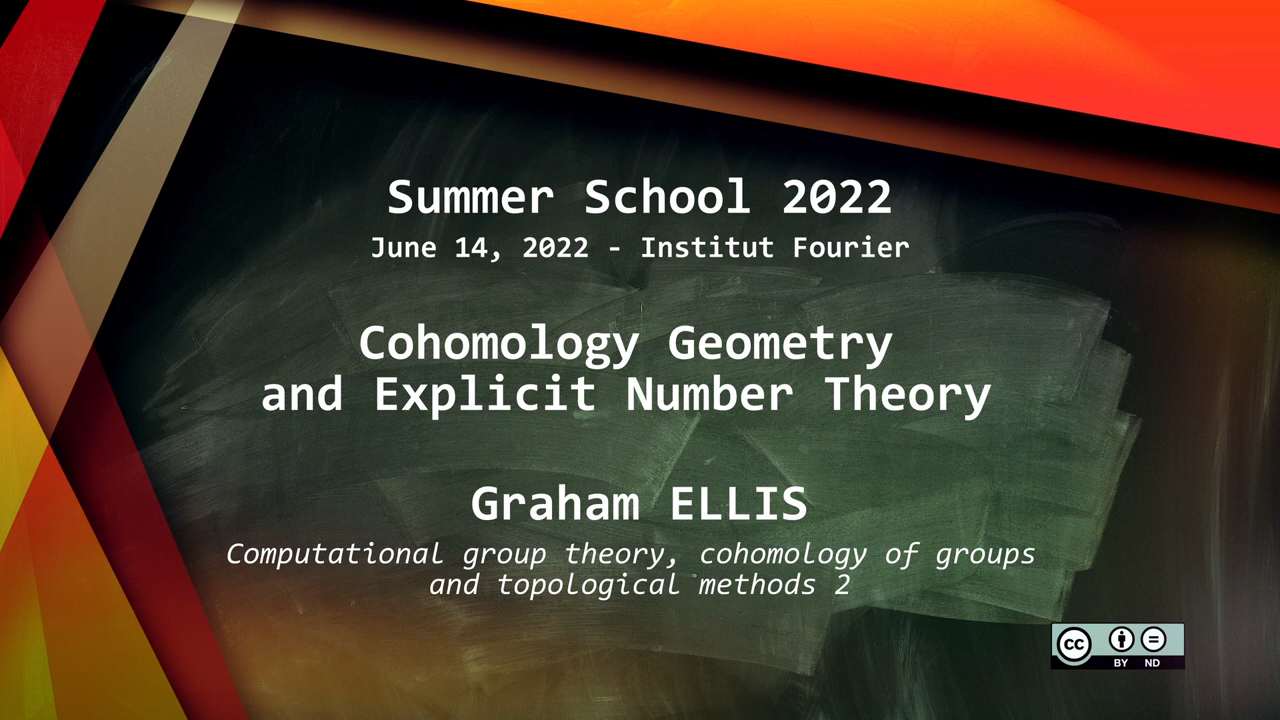 Summer School 2022
June 14, 2022 - Institut Fourier
Cohomology Geometry
and Explicit Number Theory
Graham ELLIS
Computational group theory, cohomology of groups
and topological methods 2
cc
BY ND